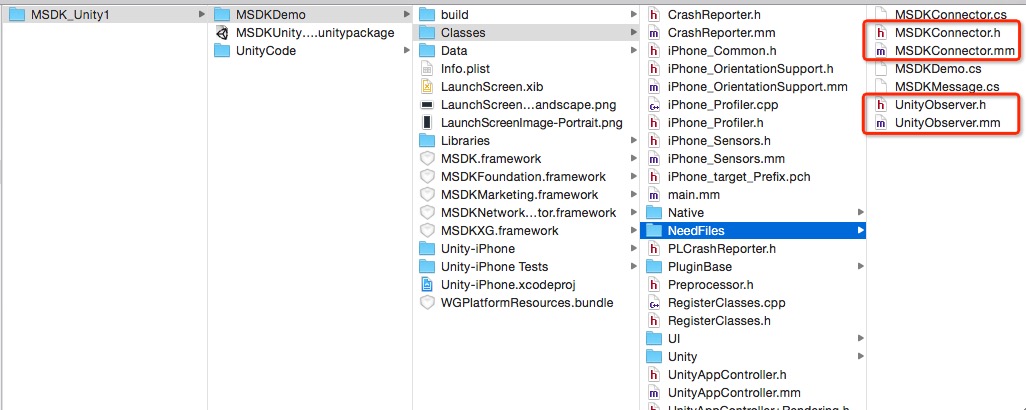 MSDK_Unity1
MSDKDemo
MSDKUnity....unitypackage
UnityCode
build
Classes
Data
Info.plist
LaunchScreen.xib
LaunchScreen...andscape.png
LaunchScreenImage-Portrait.png
Libraries
MSDK.framework
MSDKFoundation.framework
MSDKMarketing.framework
MSDKNetwork...tor.framework
MSDKXG.framework
Unity-iPhone
Unity-iPhone Tests
Unity-iPhone.xcodeproj
WGPlatformResources.bundle
CrashReporter.h
CrashReporter.mm
iPhone_Common.h
iPhone_OrientationSupport.h
iPhone_OrientationSupport.mm
iPhone_Profiler.cpp
iPhone_Profiler.h
iPhone_Sensors.h
iPhone_Sensors.mm
iPhone_target_Prefix.pch
main.mm
Native
NeedFiles
PLCrashReporter.h
PluginBase
Preprocessor.h
RegisterClasses.cpp
RegisterClasses.h
UI
Unity
UnityAppController.h
UnityAppController.mm
UnityAppController+Rendering.h
MSDKConnector.cs
MSDKConnector.h
MSDKConnector.mm
MSDKDemo.cs
MSDKMessage.cs
UnityObserver.h
UnityObserver.mm